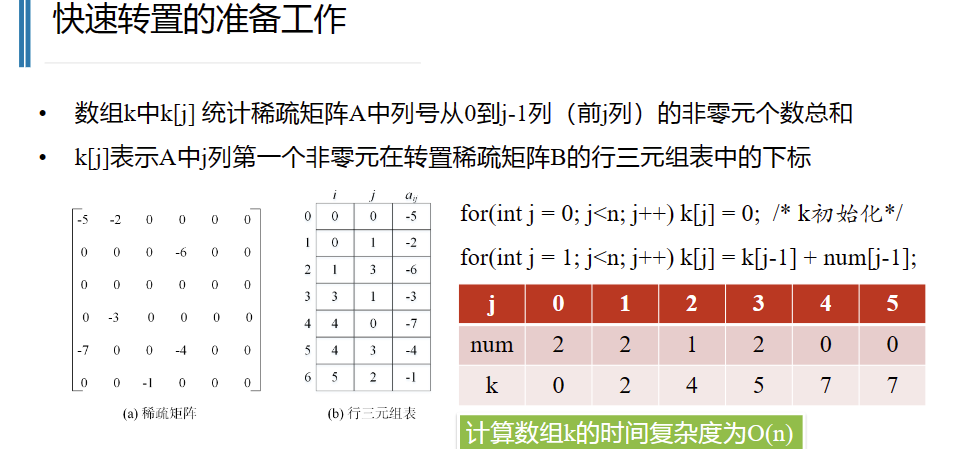 快速转置的准备工作
• 数组k中k[j] 统计稀疏矩阵A中列号从0到j-1列（前j列）的非零元个数总和
• k[j]表示A中j列第一个非零元在转置稀疏矩阵B的行三元组表中的下标
-5 -2 0 0 0 0
0 0 0 -6 0 0
0 0 0 0 0 0
0 -3 0 0 0 0
-7 0 0 -4 0 0
0 0 -1 0 0 0
(a) 稀疏矩阵
i j aij
0 0 0 -5
1 0 1 -2
2 1 3 -6
3 3 1 -3
4 4 0 -7
5 4 3 -4
6 5 2 -1
(b) 行三元组表
for(int j = 0; j<n; j++) k[j] = 0; /* k初始化*/
for(int j = 1; j<n; j++) k[j] = k[j-1] + num[j-1];
j 0 1 2 3 4 5
num 2 2 1 2 0 0
k 0 2 4 5 7 7
计算数组k的时间复杂度为O(n)